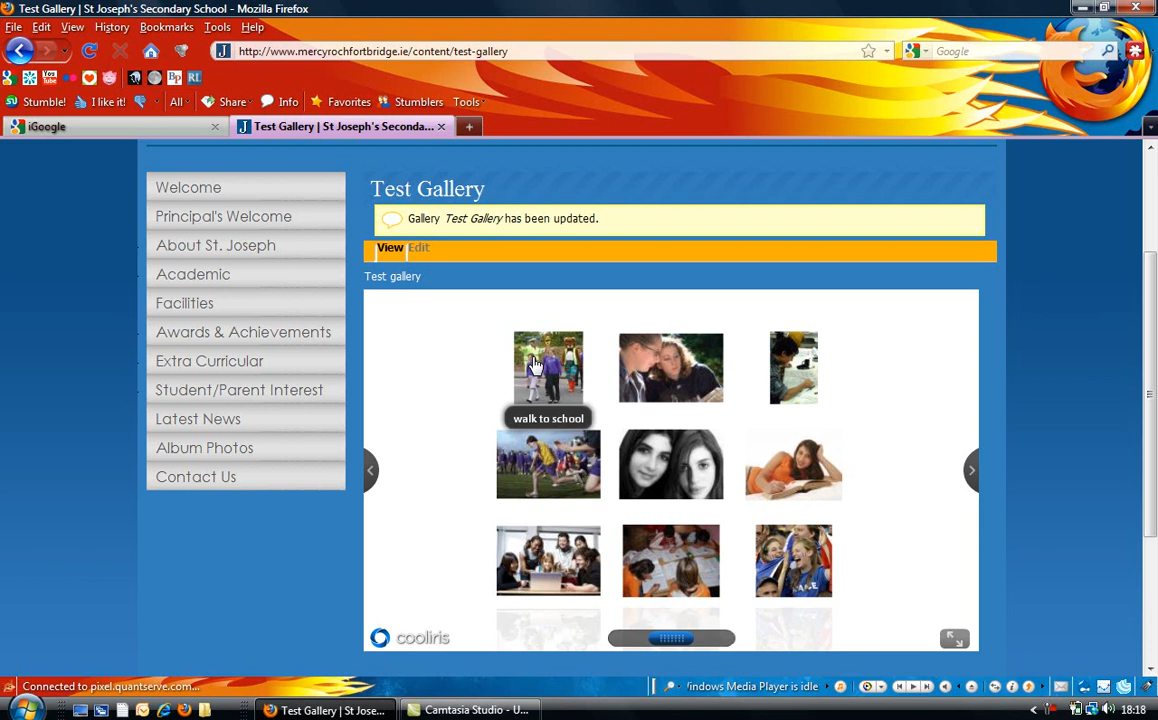 Test Gallery | St Joseph's Secondary School - Mozilla Firefox
File Edit View History Bookmarks Tools Help
J http://www.mercyrochfortbridge.ie/content/test-gallery Google
You Tube Bp RL
Stumble! I like it! All Share Info Favorites Stumblers Tools
iGoogle J Test Gallery | St Joseph's Seconda...
Welcome
Principal's Welcome
About St. Joseph
Academic
Facilities
Awards & Achievements
Extra Curricular
Student/Parent Interest
Latest News
Album Photos
Contact Us
Test Gallery
Gallery Test Gallery has been updated.
View Edit
Test gallery
walk to school
cooliris
Connected to pixel.quantserve.com... 'indows Media Player is idle
Test Gallery | St Jose... Camtasia Studio - U... 18:18